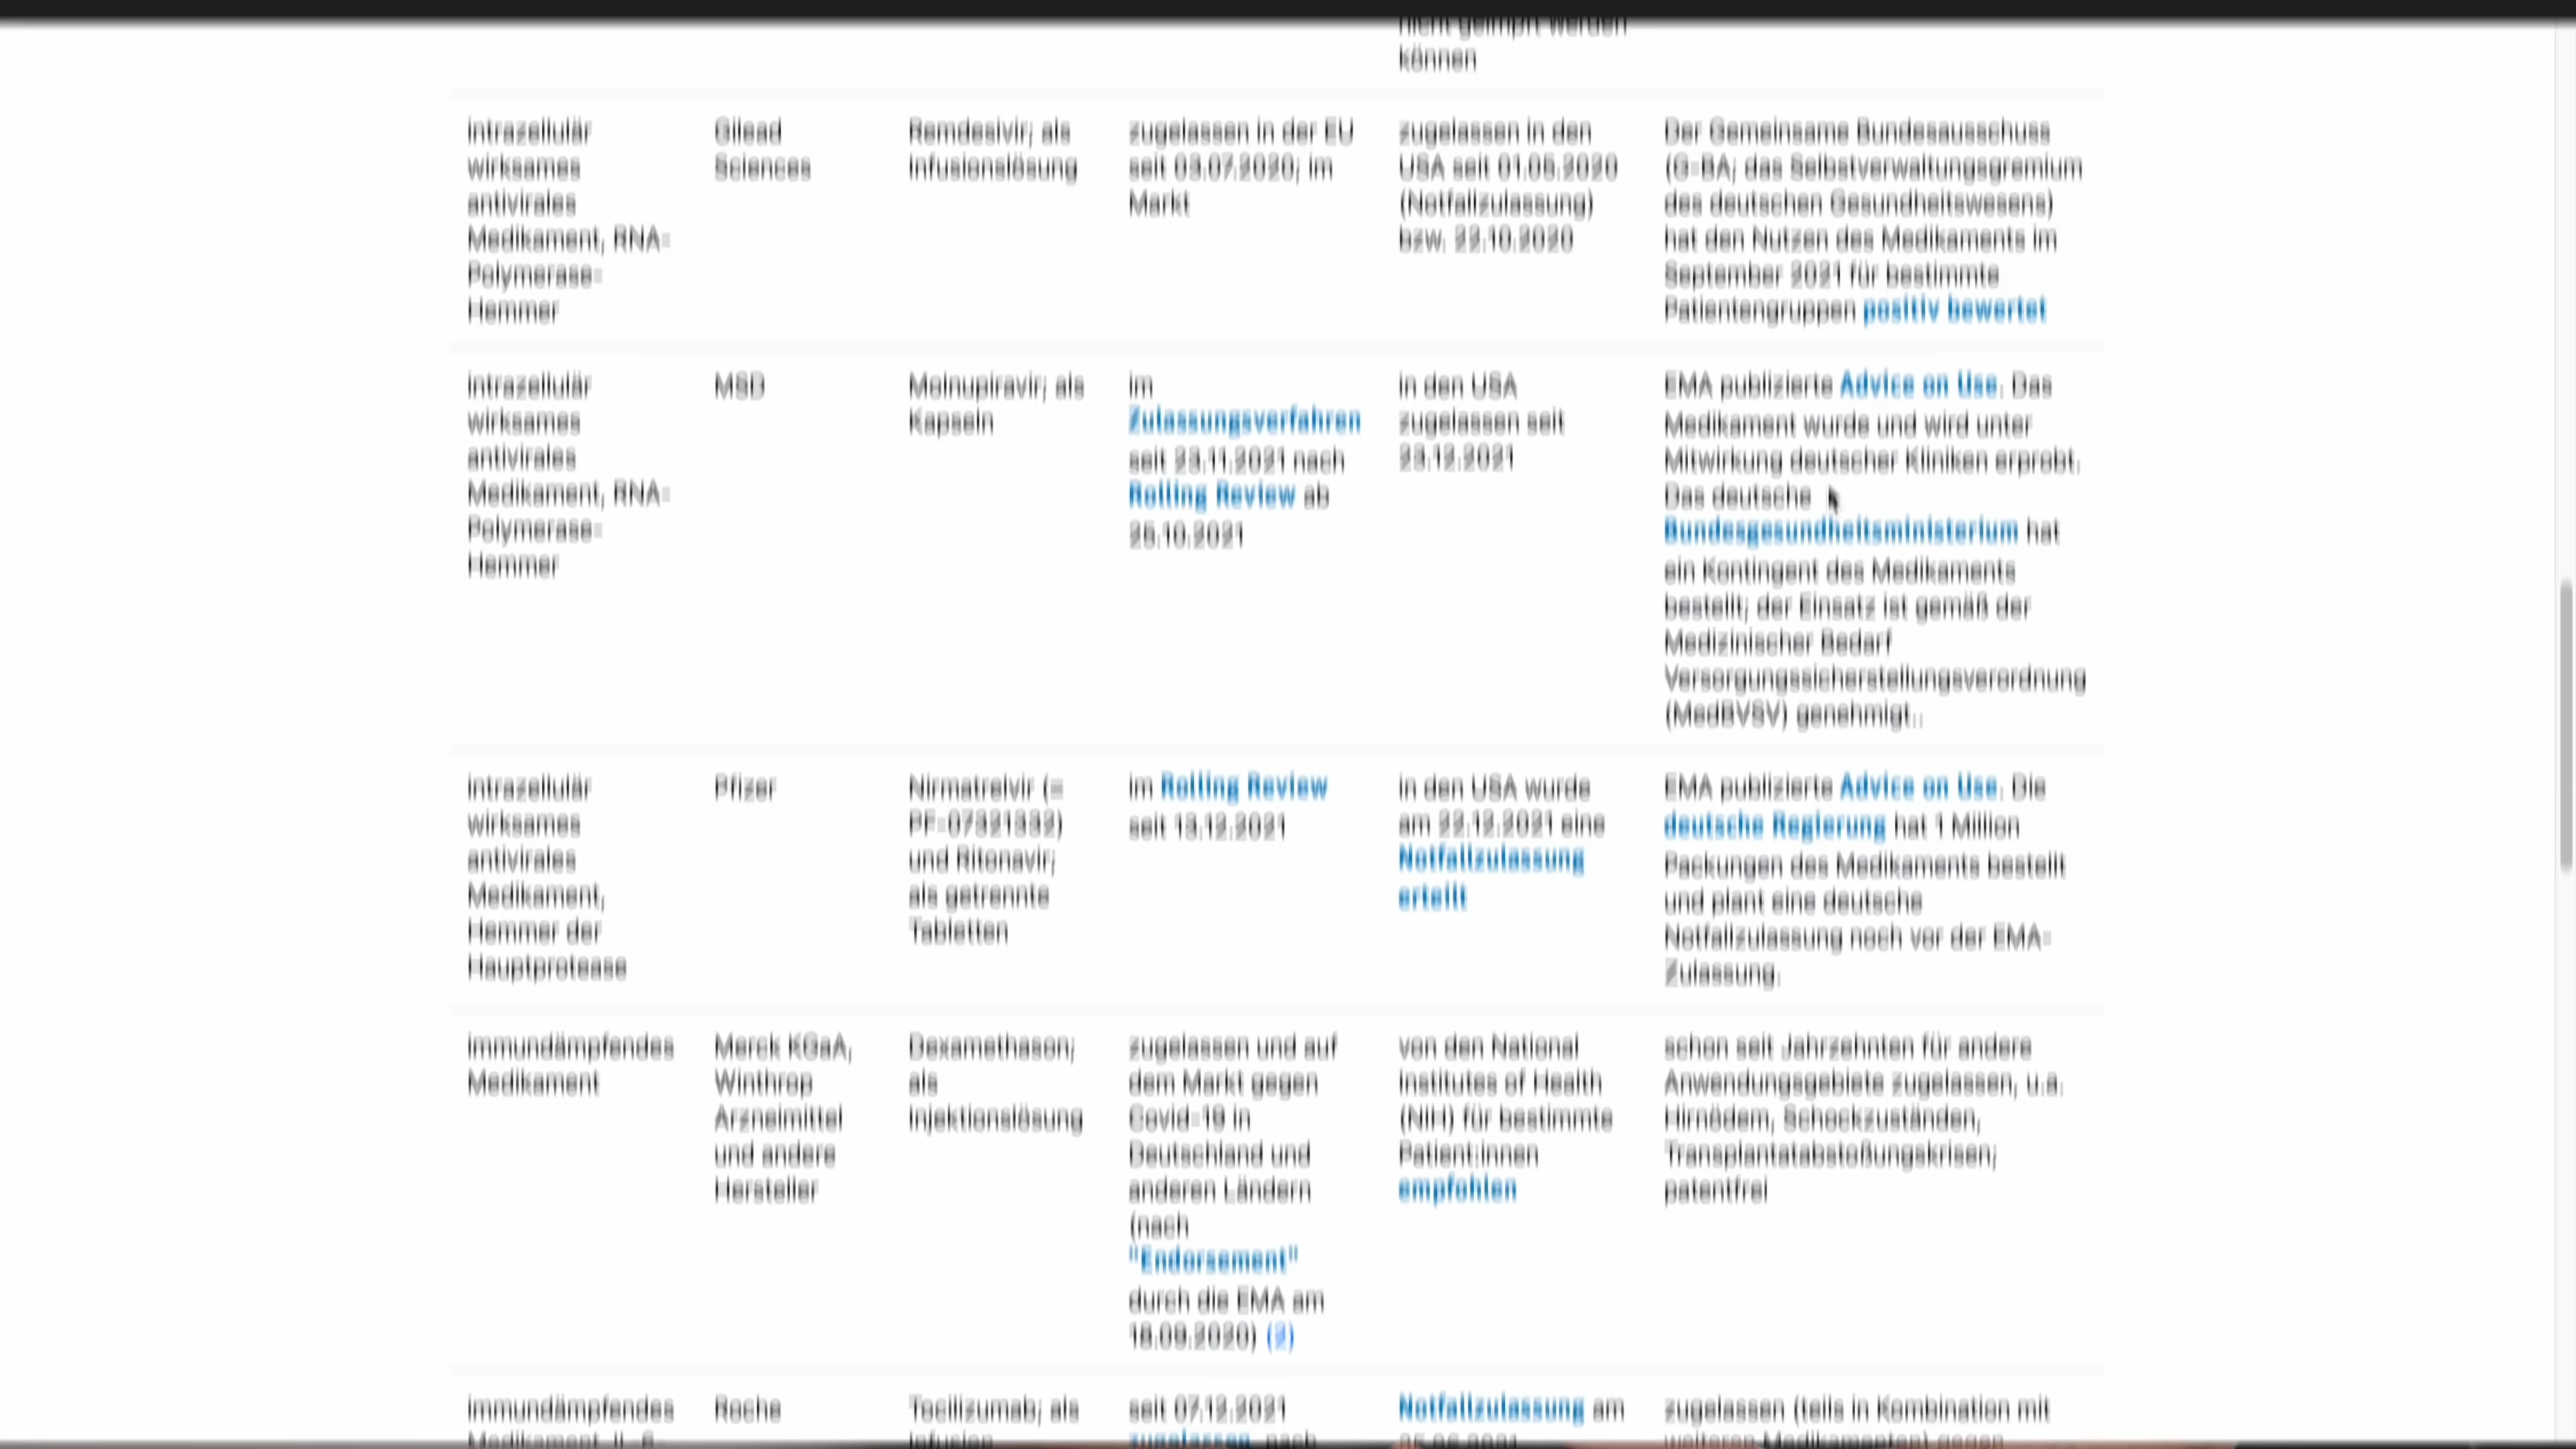 nicht geimpft werden
können
intrazellulär
wirksames
antivirales
Medikament, RNA-
Polymerase-
Hemmer
Gilead
Sciences
Remdesivir; als
Infusionslösung
zugelassen in der EU
seit 03.07.2020; im
Markt
zugelassen in den
USA seit 01.05.2020
(Notfallzulassung)
bzw. 22.10.2020
Der Gemeinsame Bundesausschuss
(G-BA; das Selbstverwaltungsgremium
des deutschen Gesundheitswesens)
hat den Nutzen des Medikaments im
September 2021 für bestimmte
Patientengruppen positiv bewertet
intrazellulär
wirksames
antivirales
Medikament, RNA-
Polymerase-
Hemmer
MSD
Molnupiravir; als
Kapseln
im
Zulassungsverfahren
seit 23.11.2021 nach
Rolling Review ab
25.10.2021
in den USA
zugelassen seit
23.12.2021
EMA publizierte Advice on Use. Das
Medikament wurde und wird unter
Mitwirkung deutscher Kliniken erprobt.
Das deutsche
Bundesgesundheitsministerium hat
ein Kontingent des Medikaments
bestellt; der Einsatz ist gemäß der
Medizinischer Bedarf
Versorgungssicherstellungsverordnung
(MedBVSV) genehmigt..
intrazellulär
wirksames
antivirales
Medikament,
Hemmer der
Hauptprotease
Pfizer
Nirmatrelvir (=
PF-07321332)
und Ritonavir;
als getrennte
Tabletten
im Rolling Review
seit 13.12.2021
In den USA wurde
am 22.12.2021 eine
Notfallzulassung
erteilt
EMA publizierte Advice on Use. Die
deutsche Regierung hat 1 Million
Packungen des Medikaments bestellt
und plant eine deutsche
Notfallzulassung noch vor der EMA-
Zulassung.
immundämpfendes
Medikament
Merck KGaA,
Winthrop
Arzneimittel
und andere
Hersteller
Dexamethason;
als
Injektionslösung
zugelassen und auf
dem Markt gegen
Covid-19 in
Deutschland und
anderen Ländern
(nach
"Endorsement"
durch die EMA am
18.09.2020) (2)
von den National
Institutes of Health
(NIH) für bestimmte
Patient:innen
empfohlen
schon seit Jahrzehnten für andere
Anwendungsgebiete zugelassen, u.a.
Hirnödem, Schockzuständen,
Transplantatabstoßungskrisen;
patentfrei
immundämpfendes
Medikament, IL-6-
Roche
Tocilizumab; als
Infusion
seit 07.12.2021
zugelassen, nach
Notfallzulassung am
zugelassen (teils in Kombination mit
weiteren Medikamenten) gegen